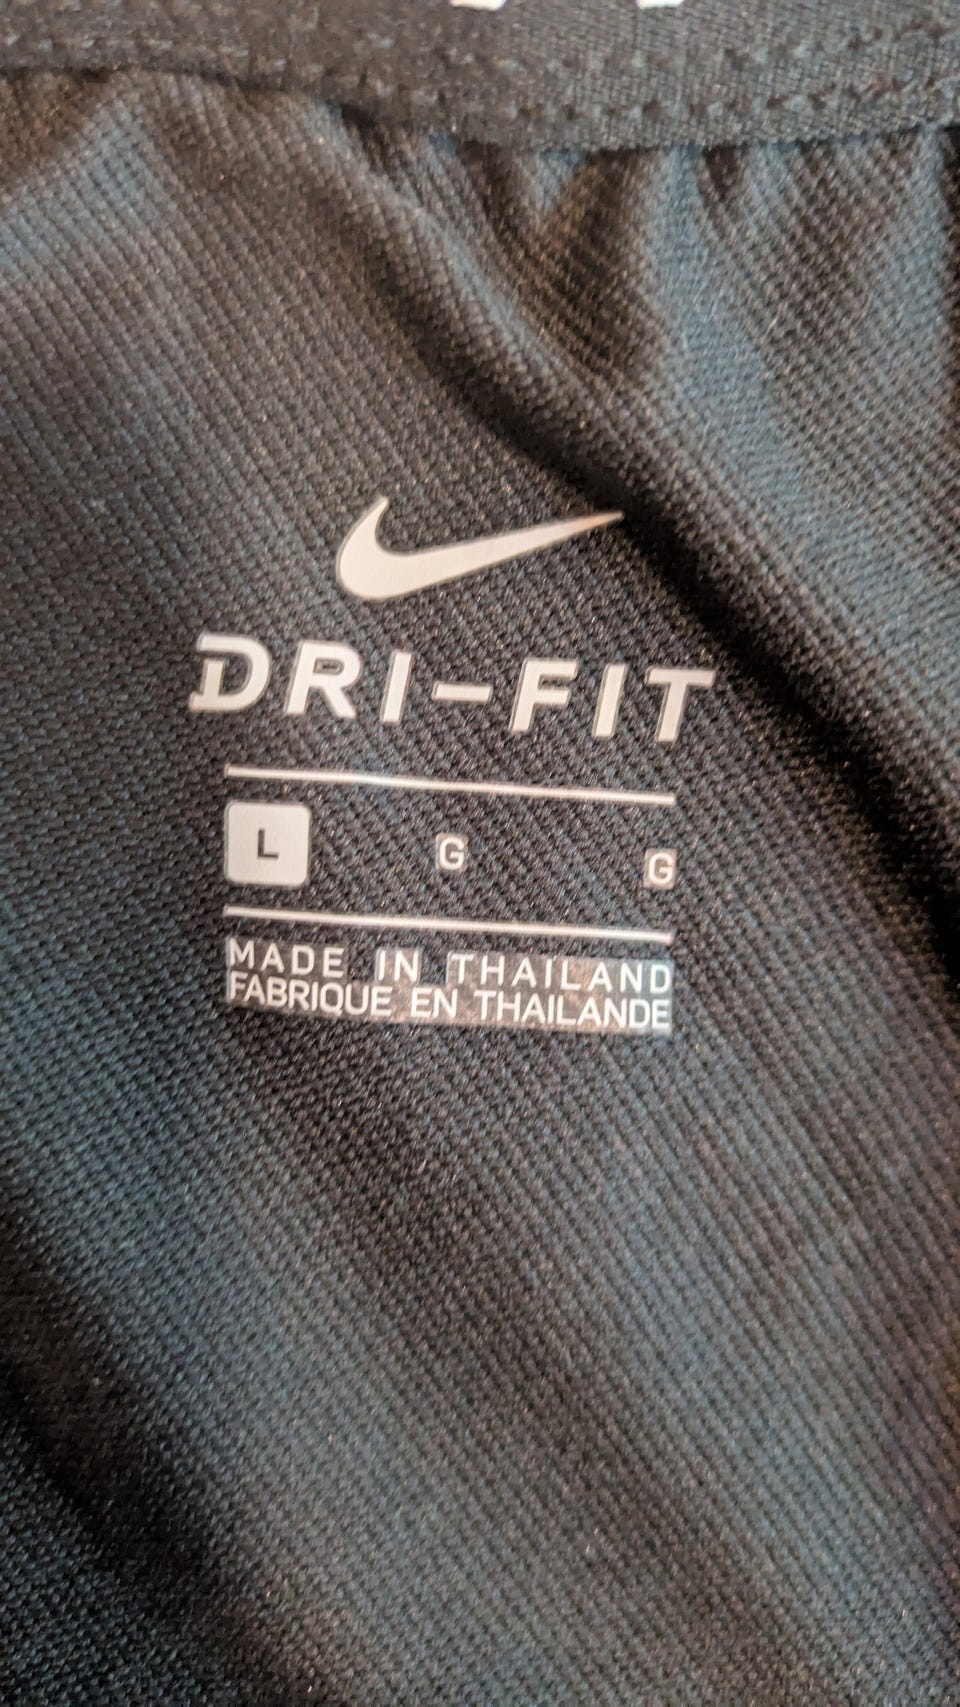 DRI-FIT
L G G
MADE IN THAILAND
FABRIQUE EN THAILANDE